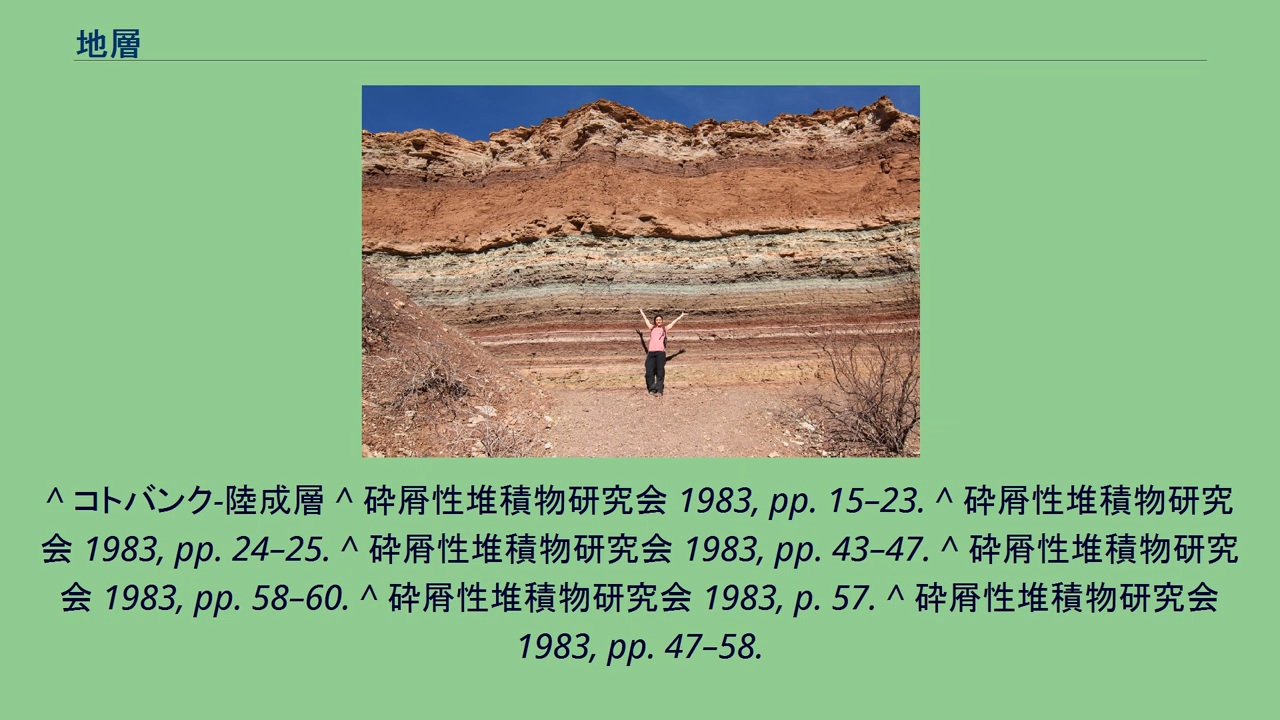 地層
^ コトバンク-陸成層 ^ 砕屑性堆積物研究会 1983, pp. 15–23. ^ 砕屑性堆積物研究
会 1983, pp. 24–25. ^ 砕屑性堆積物研究会 1983, pp. 43–47. ^ 砕屑性堆積物研究
会 1983, pp. 58–60. ^ 砕屑性堆積物研究会 1983, p. 57. ^ 砕屑性堆積物研究会
1983, pp. 47–58.